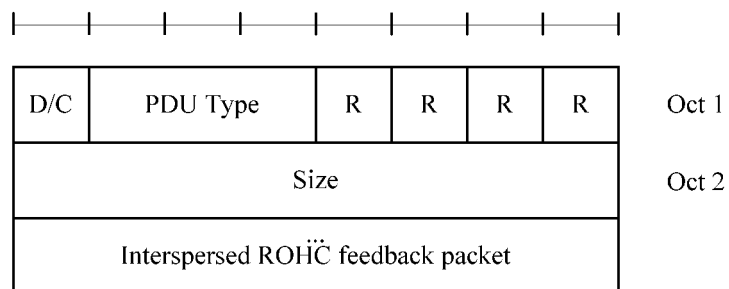 D/C PDU Type R R R R Oct 1
Size Oct 2
...
Interspersed ROHC feedback packet